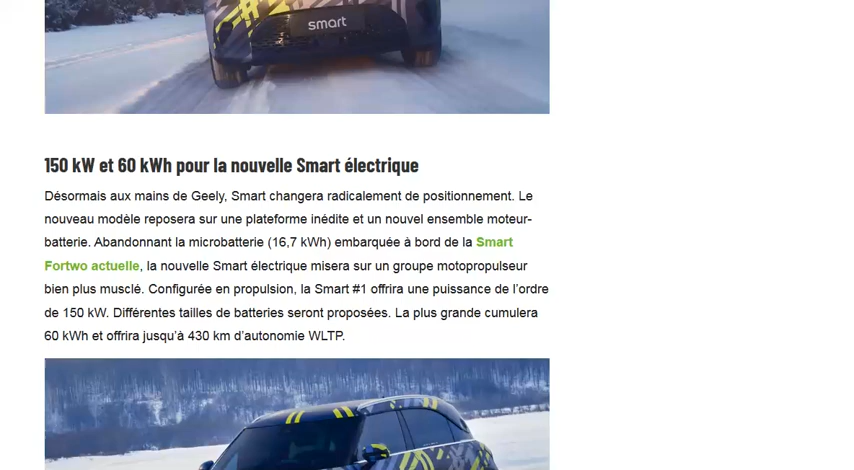 smart
150 kW et 60 kWh pour la nouvelle Smart électrique
Désormais aux mains de Geely, Smart changera radicalement de positionnement. Le
nouveau modèle reposera sur une plateforme inédite et un nouvel ensemble moteur-
batterie. Abandonnant la microbatterie (16,7 kWh) embarquée à bord de la Smart
Fortwo actuelle, la nouvelle Smart électrique misera sur un groupe motopropulseur
bien plus musclé. Configurée en propulsion, la Smart #1 offrira une puissance de l’ordre
de 150 kW. Différentes tailles de batteries seront proposées. La plus grande cumulera
60 kWh et offrira jusqu’à 430 km d’autonomie WLTP.